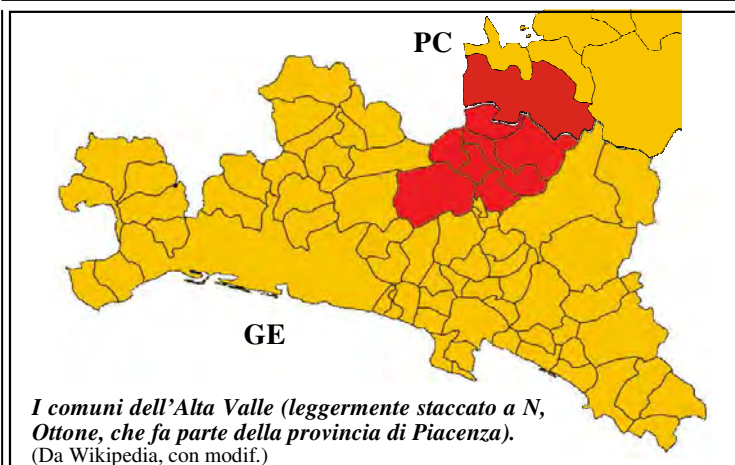 PC
GE
I comuni dell'Alta Valle (leggermente staccato a N,
Ottone, che fa parte della provincia di Piacenza).
(Da Wikipedia, con modif.)